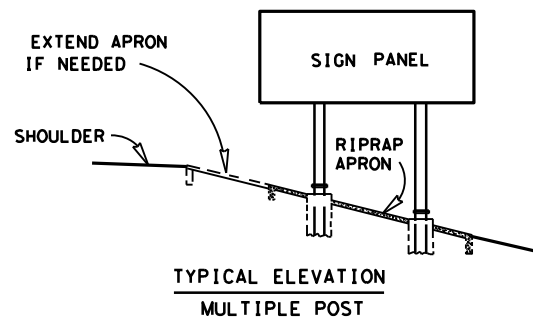 EXTEND APRON
IF NEEDED
SIGN PANEL
SHOULDER
RIPRAP
APRON
TYPICAL ELEVATION
MULTIPLE POST